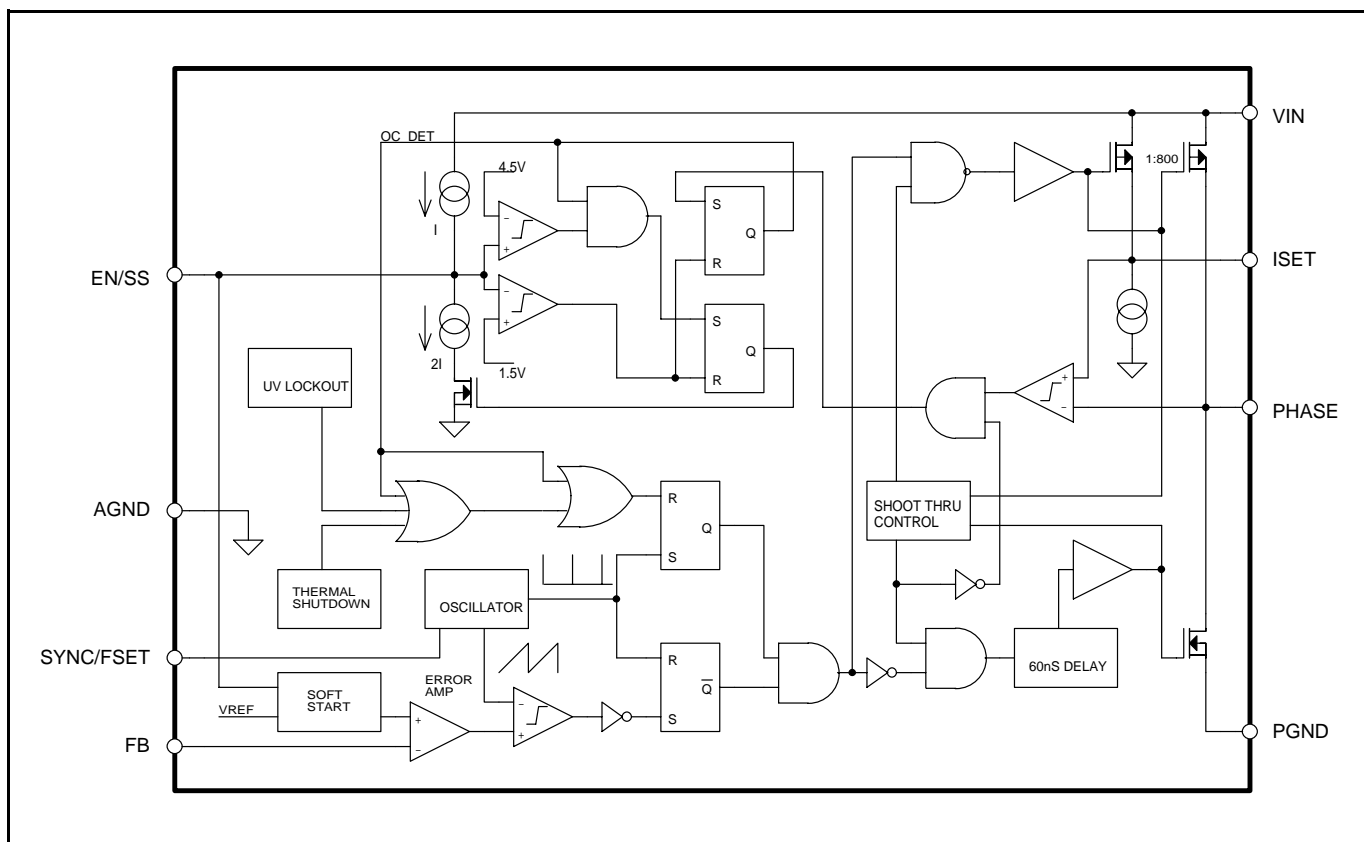 VIN
OC DET
1:800
4.5V
S
Q
R
I
EN/SS
ISET
S
Q
R
2I
1.5V
UV LOCKOUT
PHASE
AGND
R
Q
S
SHOOT THRU
CONTROL
THERMAL
SHUTDOWN
OSCILLATOR
SYNC/FSET
R
Q
S
60nS DELAY
ERROR
AMP
SOFT
START
VREF
FB
PGND
- 
+
-
+
+
-
-
+
+
-